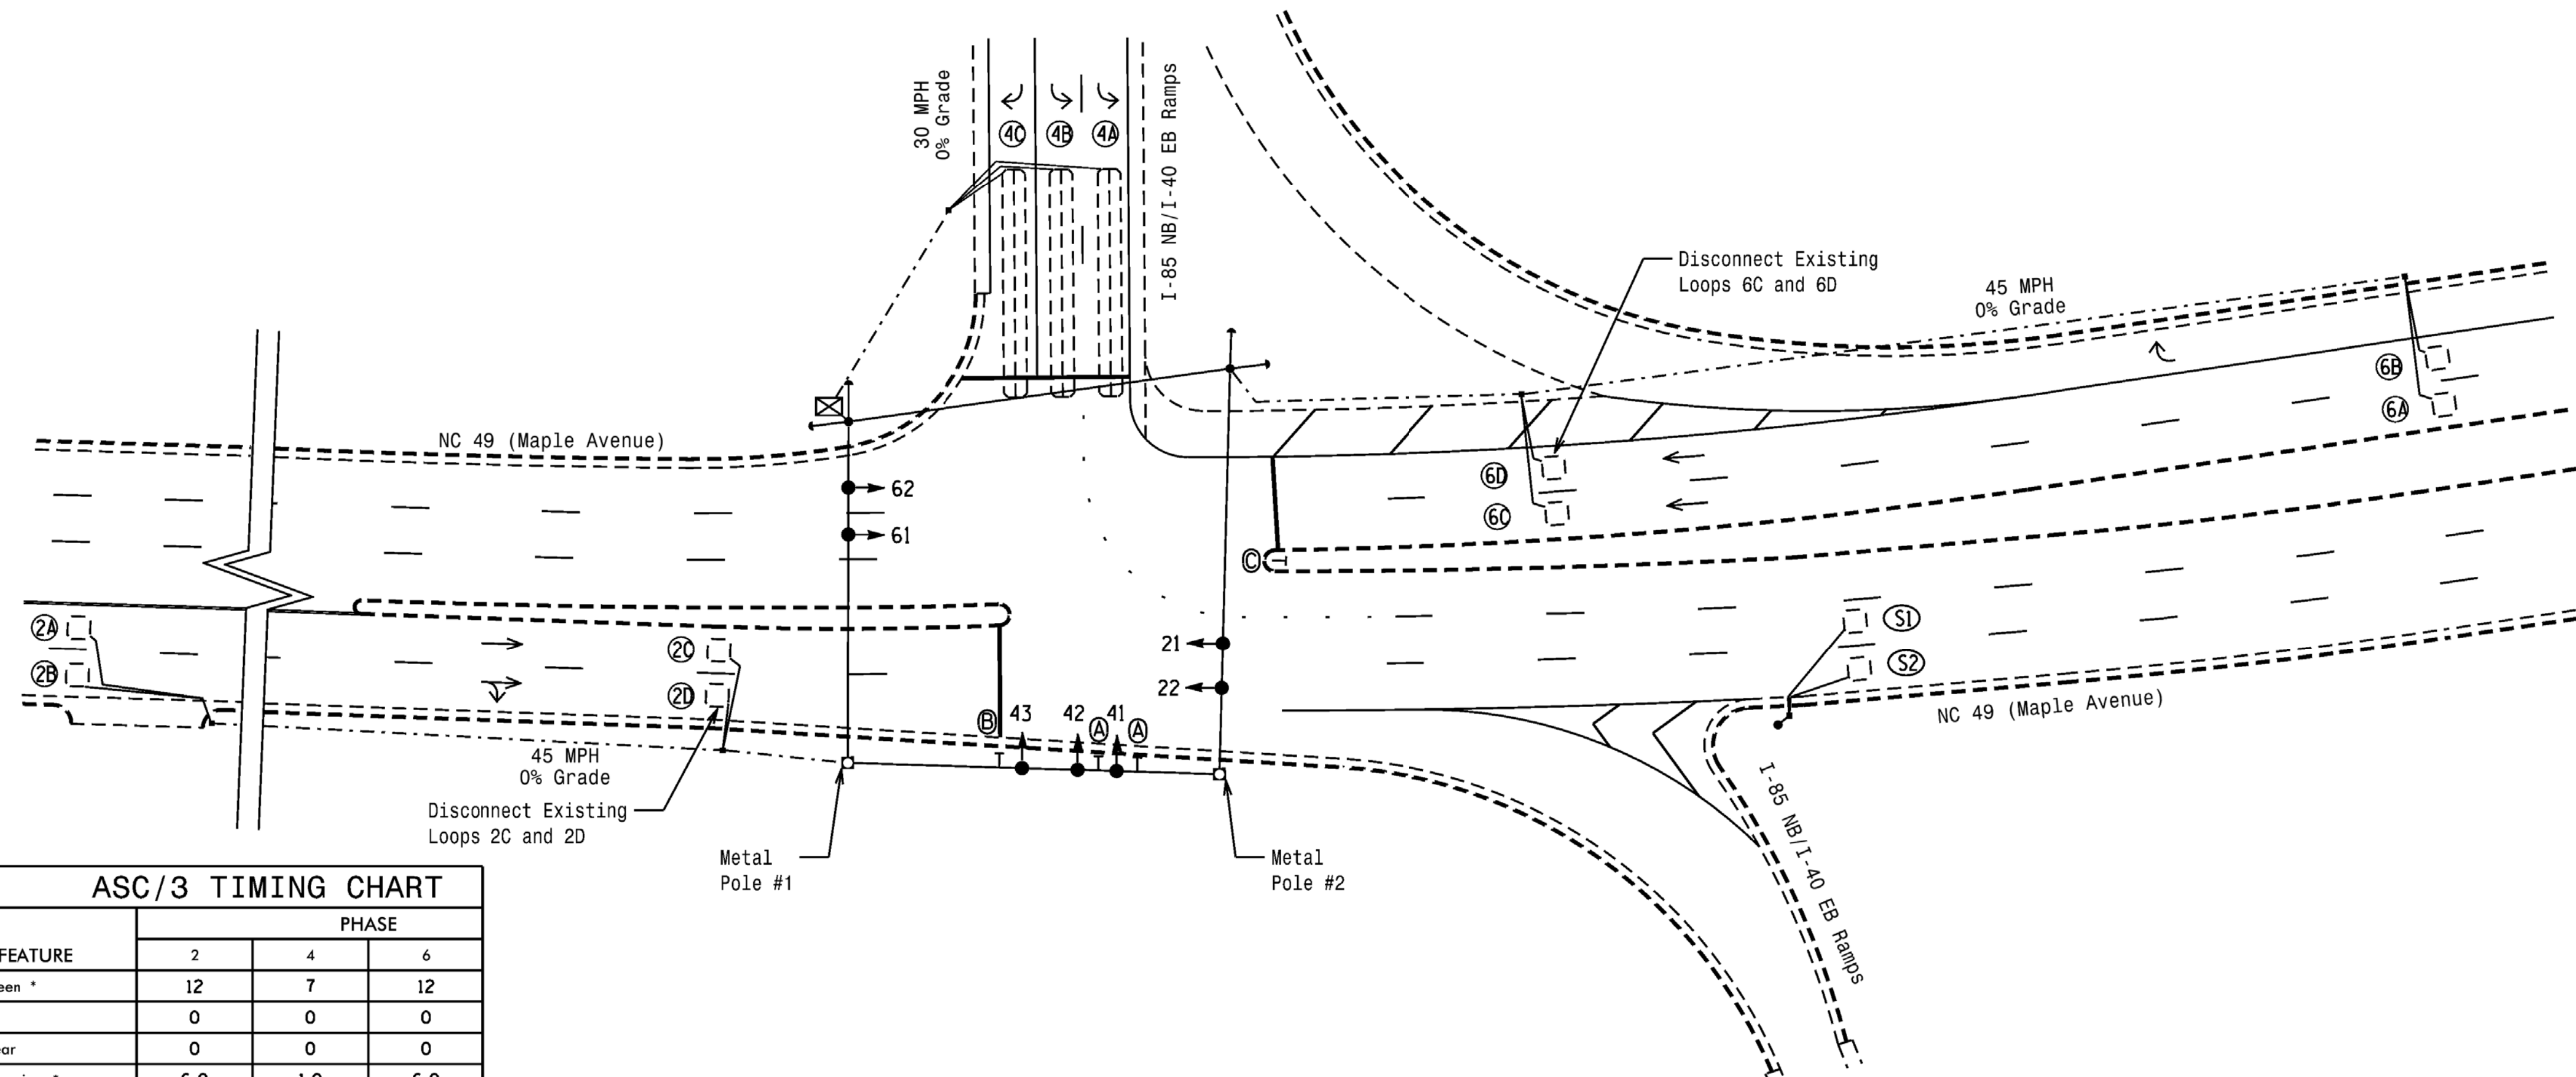 30 MPH
0% Grade
4C
4B
4A
I-85 NB/I-40 EB Ramps
Disconnect Existing
Loops 6C and 6D
45 MPH
0% Grade
6B
6A
NC 49 (Maple Avenue)
62
61
6D
6C
C
2A
2B
2C
2D
21
22
S1
S2
B
43
42
A
41
A
NC 49 (Maple Avenue)
45 MPH
0% Grade
Disconnect Existing
Loops 2C and 2D
Metal
Pole #1
Metal
Pole #2
I-85 NB/I-40 EB Ramps
ASC/3 TIMING CHART
PHASE
FEATURE
2 4 6
een * 12 7 12
0 0 0
ar 0 0 0